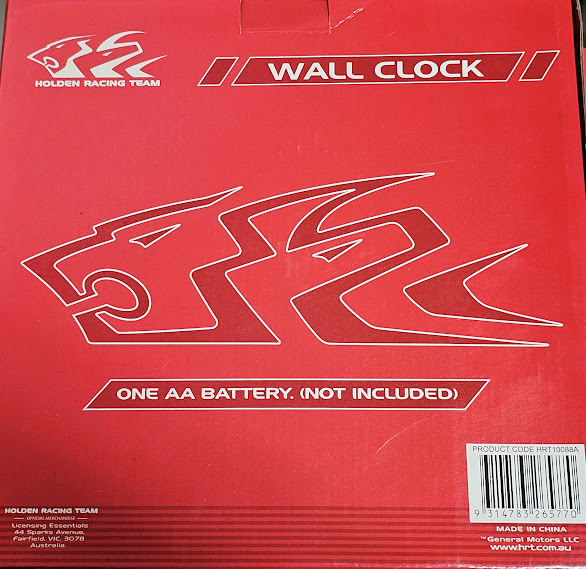 HOLDEN RACING TEAM
WALL CLOCK
ONE AA BATTERY. (NOT INCLUDED)
PRODUCT CODE HRT10088A
9 314783 265770
HOLDEN RACING TEAM
OFFICIAL MERCHANDISE
Licensing Essentials
44 Sparks Avenue,
Fairfield, VIC. 3078
Australia.
MADE IN CHINA
™General Motors LLC
www.hrt.com.au